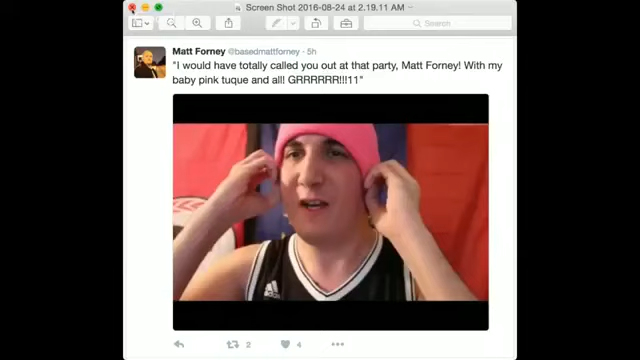 Screen Shot 2016-08-24 at 2.19.11 AM
Search
Matt Forney @basedmattforney · 5h
"I would have totally called you out at that party, Matt Forney! With my
baby pink tuque and all! GRRRRRR!!!11"
2
4